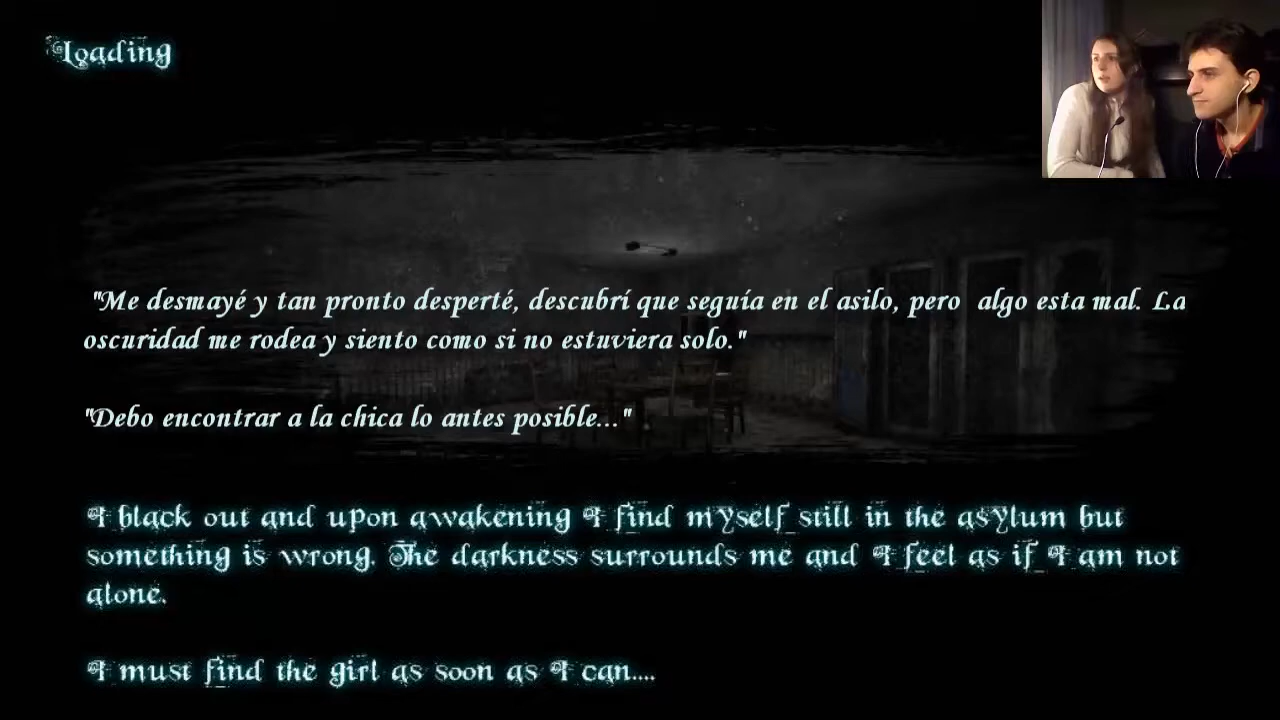 Loading
"Me desmayé y tan pronto desperté, descubrí que seguía en el asilo, pero algo esta mal. La
oscuridad me rodea y siento como si no estuviera solo."
"Debo encontrar a la chica lo antes posible..."
I black out and upon awakening I find myself still in the asylum but
something is wrong. The darkness surrounds me and I feel as if I am not
alone.
I must find the girl as soon as I can....